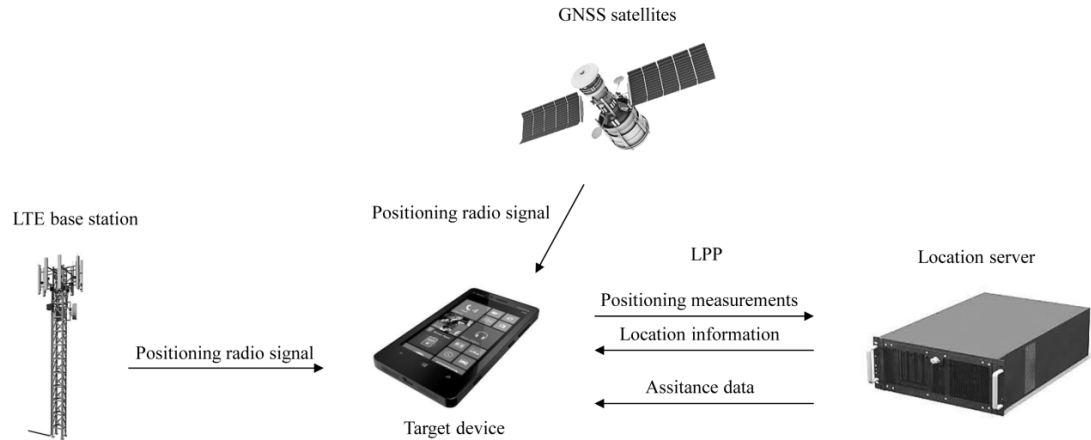 GNSS satellites
LTE base station
Positioning radio signal
LPP
Location server
Positioning measurements
Location information
Positioning radio signal
Assitance data
Target device